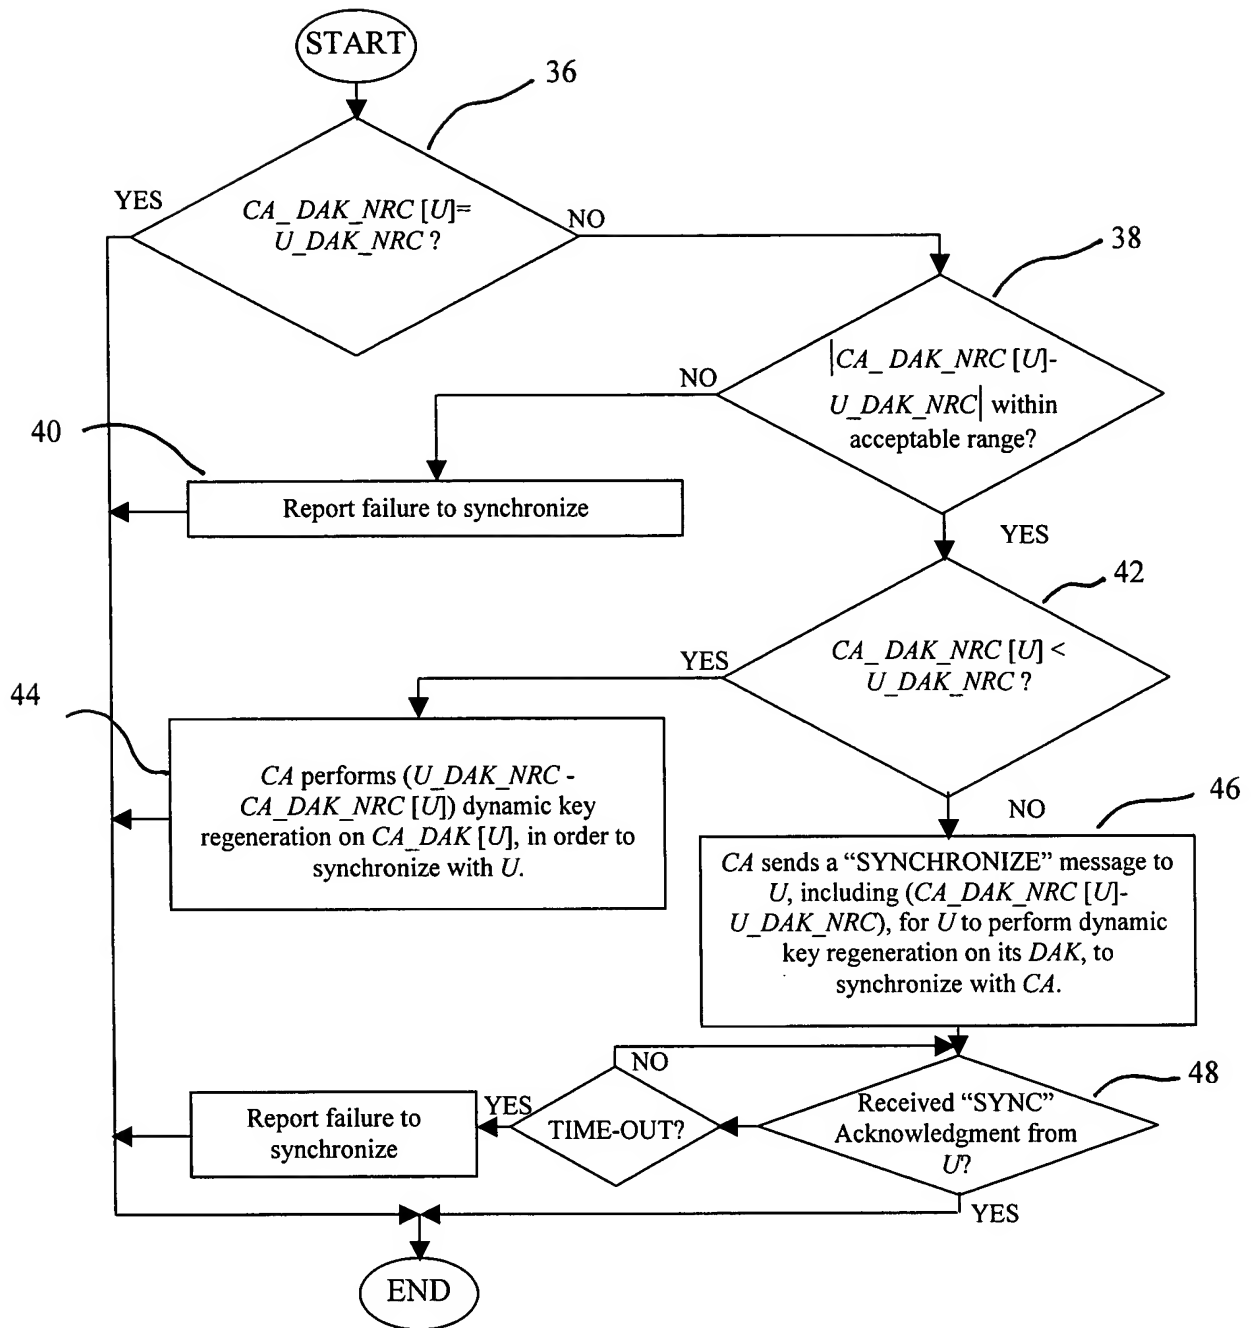 START
36
YES
CA_ DAK_NRC [U]=
U_DAK_NRC ?
NO
38
|CA_ DAK_NRC [U]-
U_DAK_NRC| within
acceptable range?
NO
40
Report failure to synchronize
YES
42
CA_ DAK_NRC [U] <
U_DAK_NRC ?
YES
44
CA performs (U_DAK_NRC -
CA_DAK_NRC [U]) dynamic key
regeneration on CA_DAK [U], in order to
synchronize with U.
NO
46
CA sends a “SYNCHRONIZE” message to
U, including (CA_DAK_NRC [U]-
U_DAK_NRC), for U to perform dynamic
key regeneration on its DAK, to
synchronize with CA.
NO
48
Report failure to
synchronize
YES
TIME-OUT?
Received “SYNC”
Acknowledgment from
U?
YES
END